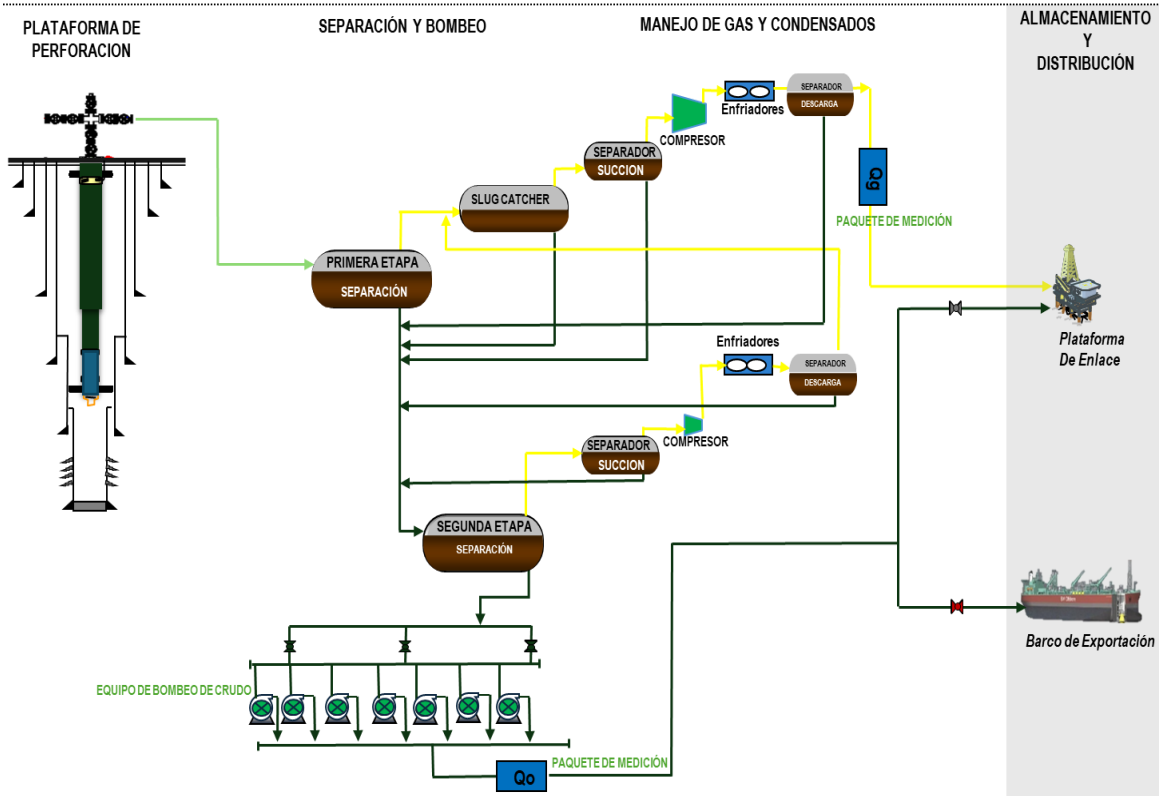 PLATAFORMA DE
PERFORACION
SEPARACIÓN Y BOMBEO
MANEJO DE GAS Y CONDENSADOS
ALMACENAMIENTO
Y
DISTRIBUCIÓN
SEPARADOR
DESCARGA
Enfriadores
COMPRESOR
SEPARADOR
SUCCION
SLUG CATCHER
Qg
PAQUETE DE MEDICIÓN
PRIMERA ETAPA
SEPARACIÓN
Plataforma
De Enlace
Enfriadores
SEPARADOR
DESCARGA
COMPRESOR
SEPARADOR
SUCCION
SEGUNDA ETAPA
SEPARACIÓN
Barco de Exportación
EQUIPO DE BOMBEO DE CRUDO
PAQUETE DE MEDICIÓN
Qo